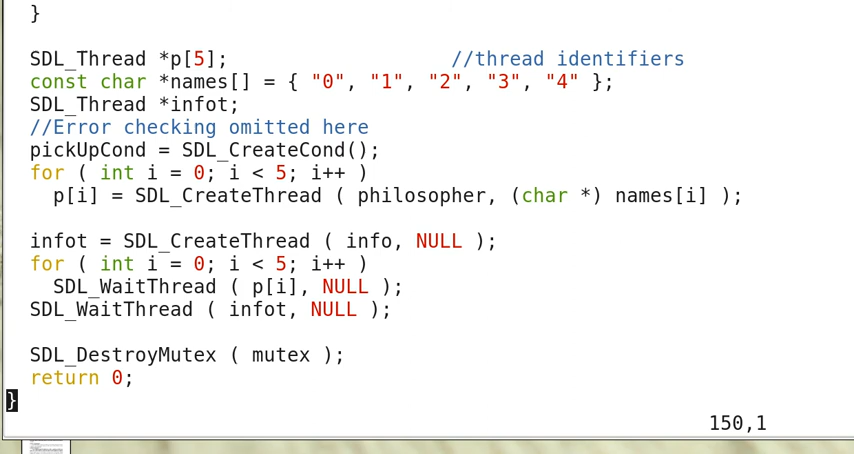 }
SDL_Thread *p[5];                   //thread identifiers
const char *names[] = { "0", "1", "2", "3", "4" };
SDL_Thread *infot;
//Error checking omitted here
pickUpCond = SDL_CreateCond();
for ( int i = 0; i < 5; i++ )
  p[i] = SDL_CreateThread ( philosopher, (char *) names[i] );
infot = SDL_CreateThread ( info, NULL );
for ( int i = 0; i < 5; i++ )
  SDL_WaitThread ( p[i], NULL );
SDL_WaitThread ( infot, NULL );
SDL_DestroyMutex ( mutex );
return 0;
}
150,1